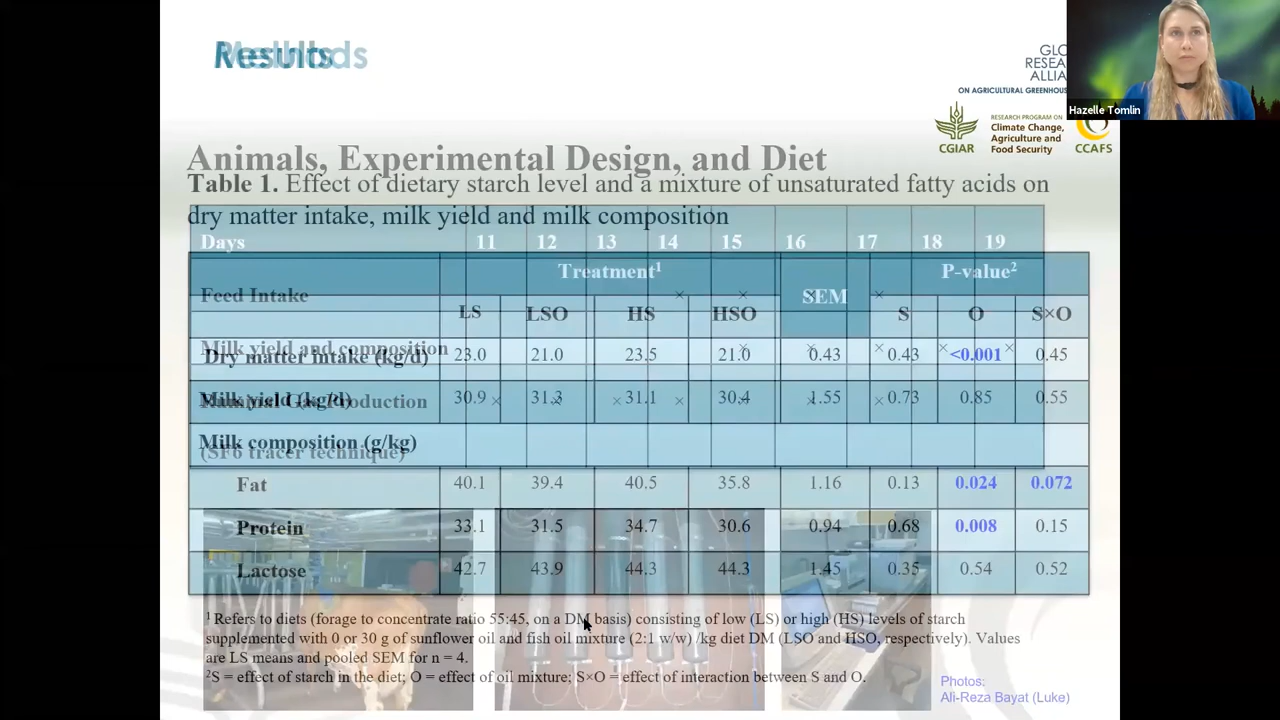 Results
Methods
Hazelle Tomlin
GLO
RESEA
ALLIA
ON AGRICULTURAL GREENHOUS
CGIAR
RESEARCH PROGRAM ON
Climate Change,
Agriculture and
Food Security
CCAFS
Animals, Experimental Design, and Diet
Table 1. Effect of dietary starch level and a mixture of unsaturated fatty acids on
dry matter intake, milk yield and milk composition
Days 11 12 13 14 15 16 17 18 19
Treatment1 SEM P-value2
Feed Intake × × × ×
LS LSO HS HSO S O S×O
Milk yield and composition × × × × ×
Dry matter intake (kg/d) 23.0 21.0 23.5 21.0 0.43 0.43 <0.001 0.45
Milk yield (kg/d) 30.9 31.3 31.1 30.4 1.55 0.73 0.85 0.55
Ruminal Gas Production × × × × × × ×
Milk composition (g/kg)
(SF6 tracer technique)
Fat 40.1 39.4 40.5 35.8 1.16 0.13 0.024 0.072
Protein 33.1 31.5 34.7 30.6 0.94 0.68 0.008 0.15
Lactose 42.7 43.9 44.3 44.3 1.45 0.35 0.54 0.52
1 Refers to diets (forage to concentrate ratio 55:45, on a DM basis) consisting of low (LS) or high (HS) levels of starch
supplemented with 0 or 30 g of sunflower oil and fish oil mixture (2:1 w/w) /kg diet DM (LSO and HSO, respectively). Values
are LS means and pooled SEM for n = 4.
2S = effect of starch in the diet; O = effect of oil mixture; S×O = effect of interaction between S and O.
Photos:
Ali-Reza Bayat (Luke)